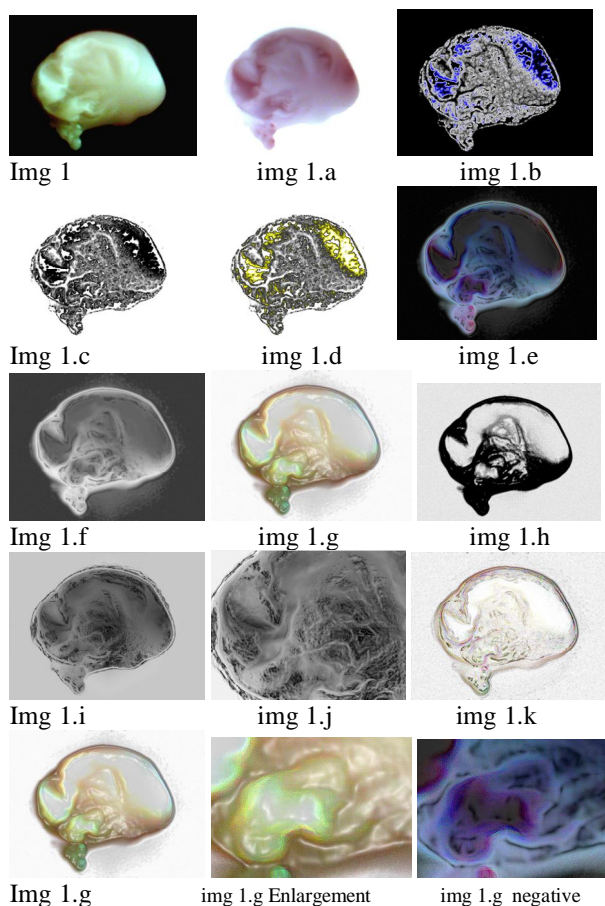 Img 1 img 1.a img 1.b
Img 1.c img 1.d img 1.e
Img 1.f img 1.g img 1.h
Img 1.i img 1.j img 1.k
Img 1.g img 1.g Enlargement img 1.g negative